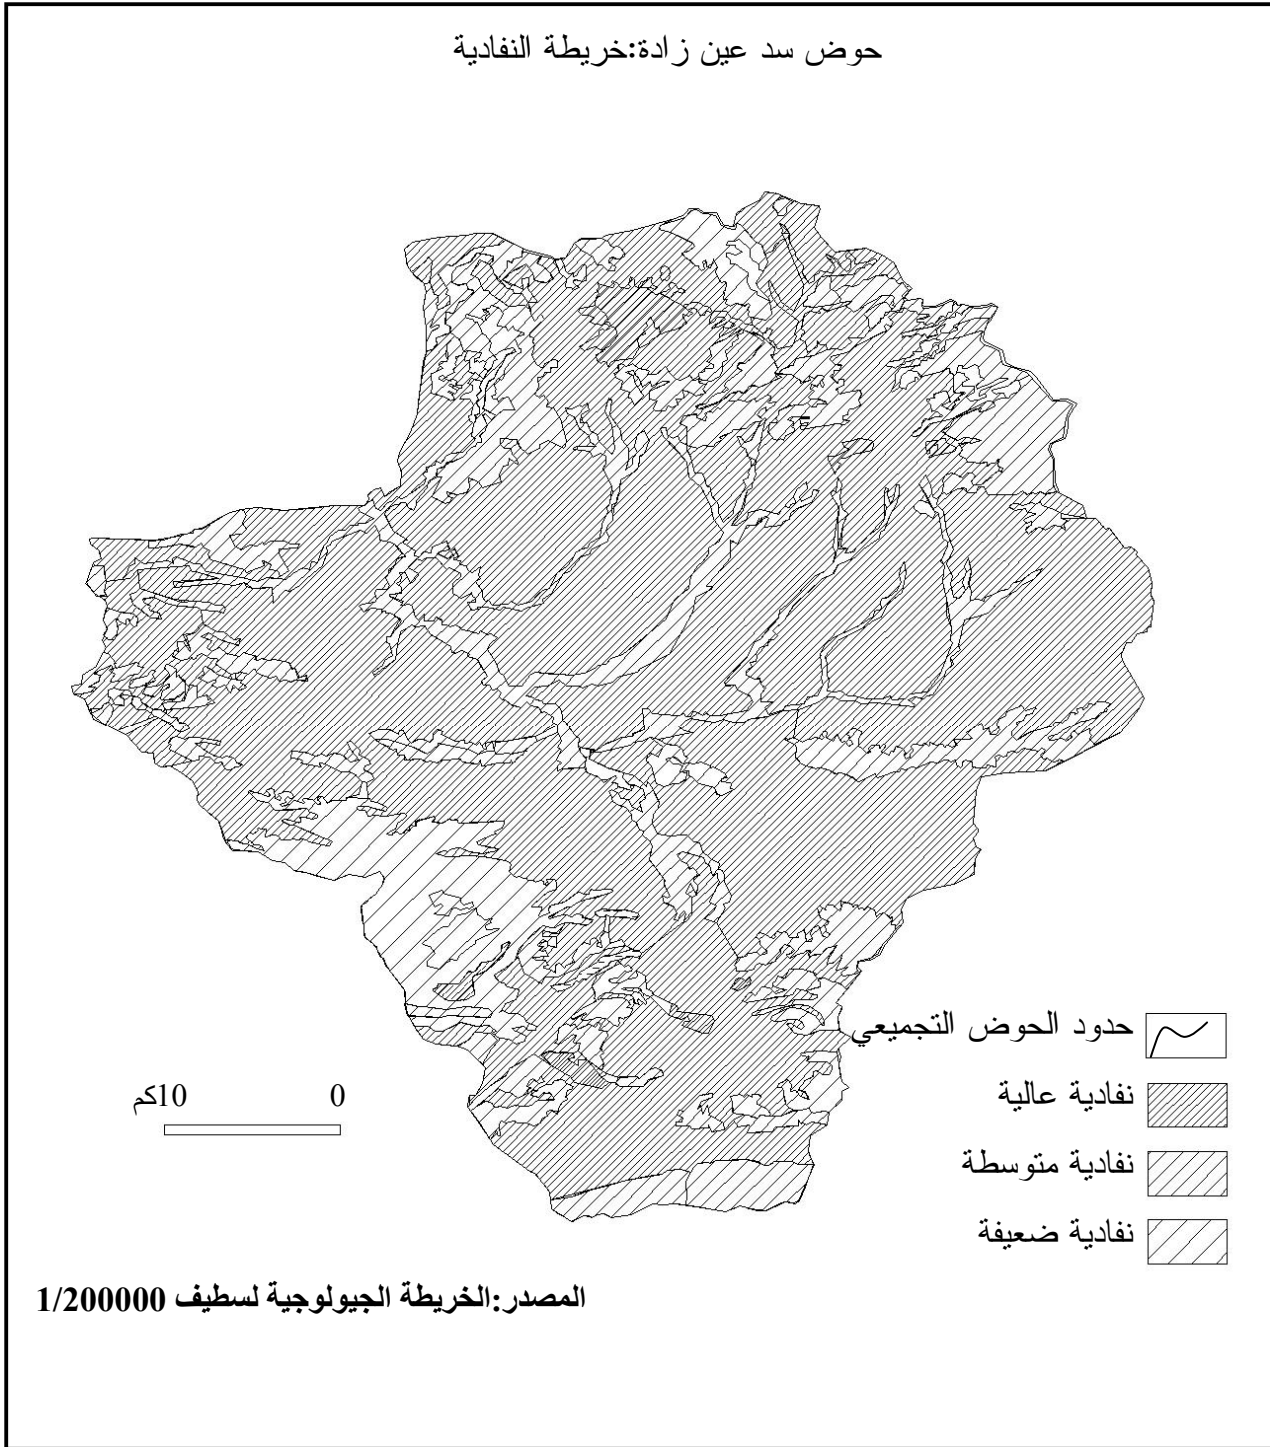 حوض سد عين زادة:خريطة النفادية
حدود الحوض التجميعي
نفادية عالية
نفادية متوسطة
نفادية ضعيفة
0 10كم
المصدر:الخريطة الجيولوجية لسطيف 1/200000